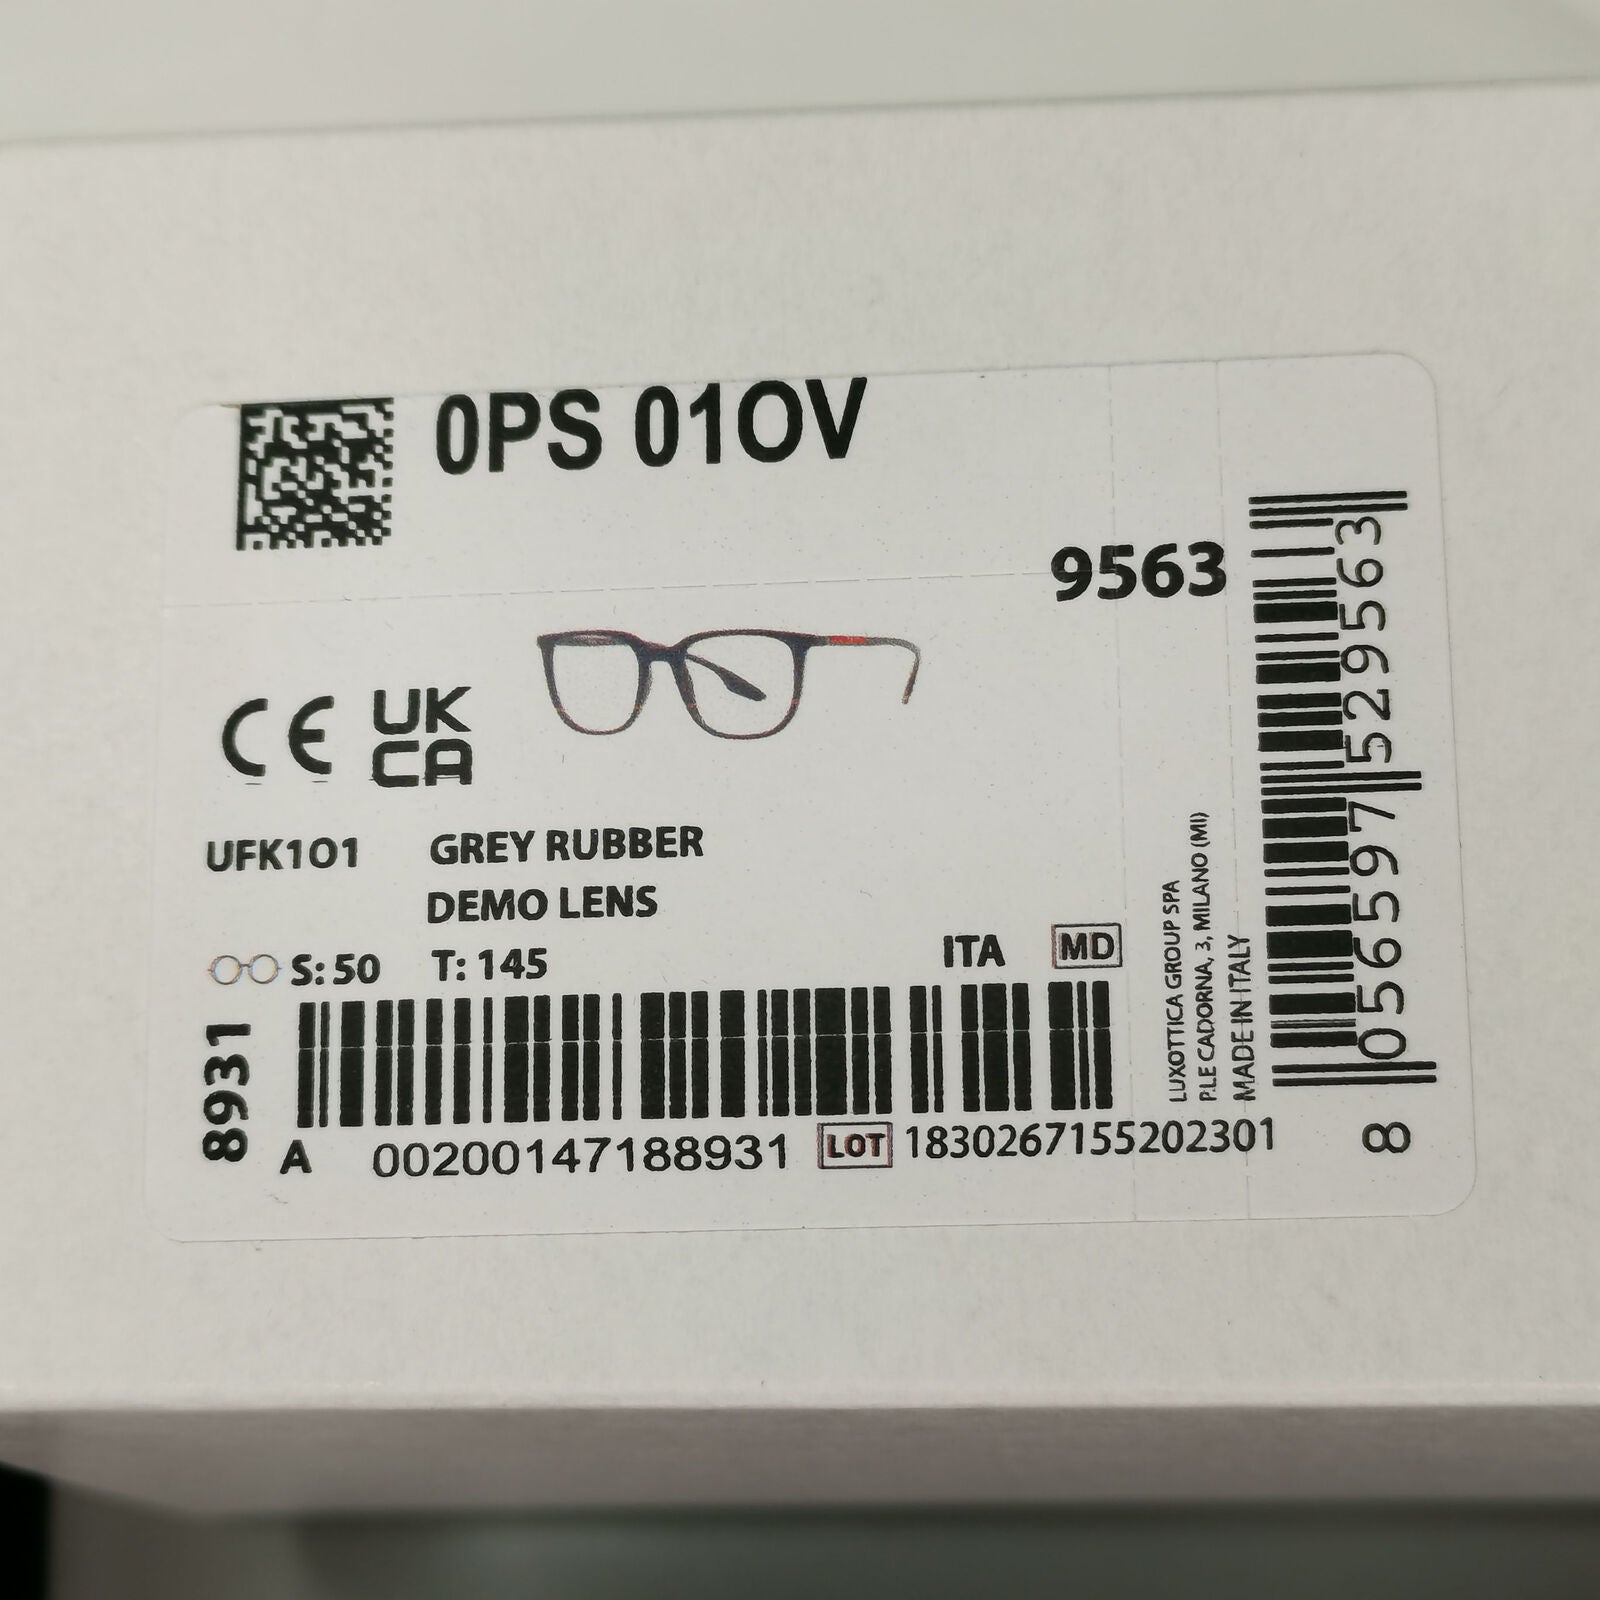 0PS 01OV
9563
CE UK
CA
UFK1O1 GREY RUBBER
DEMO LENS
S: 50 T: 145 ITA MD
8931
A 00200147188931 LOT 1830267155202301
LUXOTTICA GROUP SPA
P.LE CADORNA, 3, MILANO (MI)
MADE IN ITALY
8 056597 529563